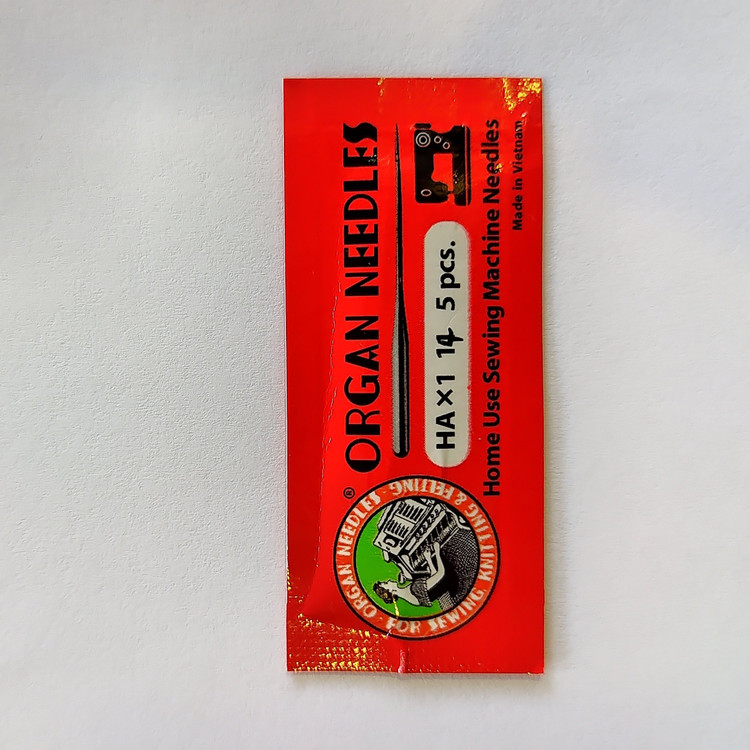 ORGAN NEEDLES®
HA×1 14 5 pcs.
Home Use Sewing Machine Needles
Made in Vietnam
· ORGAN NEEDLES · FOR SEWING, KNITTING & FELTING